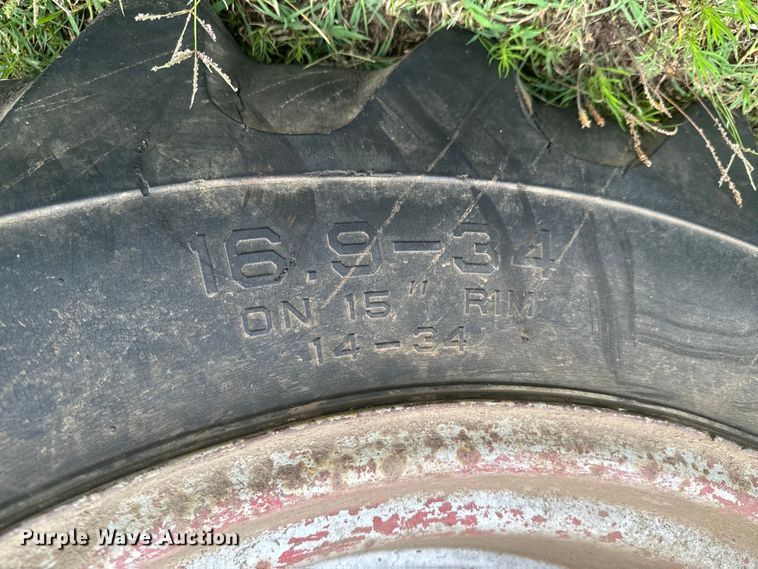 16.9-34
ON 15" RIM
14-34
Purple Wave Auction